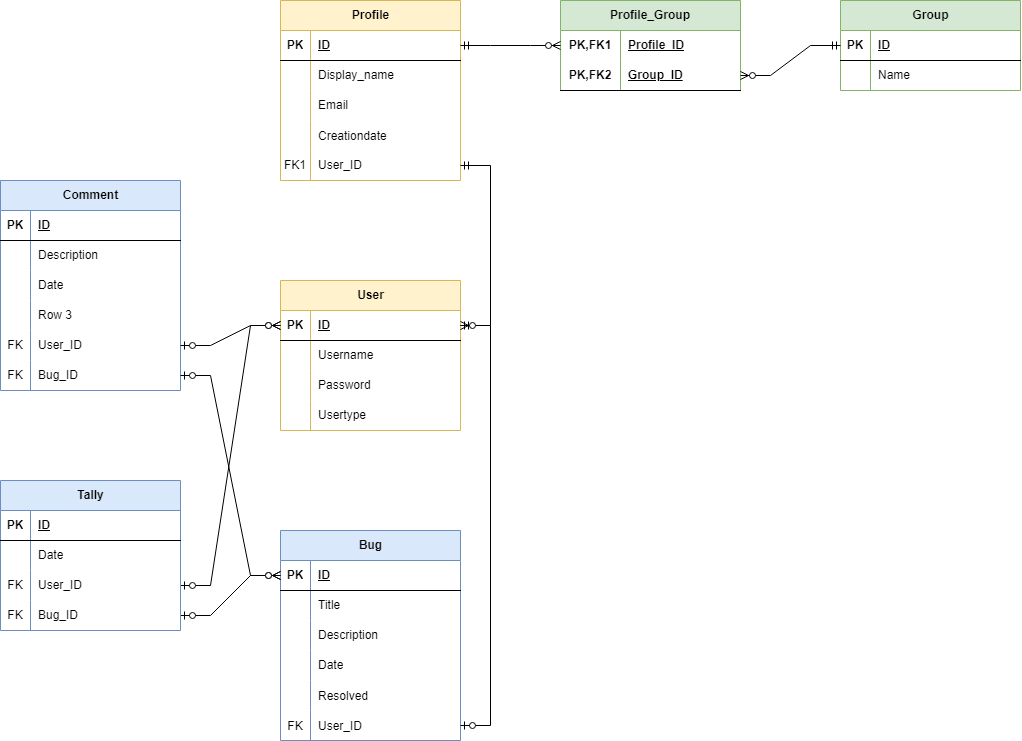 Profile
PK ID
Display_name
Email
Creationdate
FK1 User_ID
Profile_Group
PK,FK1 Profile_ID
PK,FK2 Group_ID
Group
PK ID
Name
Comment
PK ID
Description
Date
Row 3
FK User_ID
FK Bug_ID
User
PK ID
Username
Password
Usertype
Tally
PK ID
Date
FK User_ID
FK Bug_ID
Bug
PK ID
Title
Description
Date
Resolved
FK User_ID